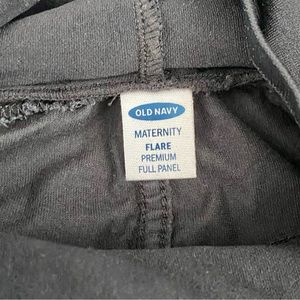 OLD NAVY
MATERNITY
FLARE
PREMIUM
FULL PANEL